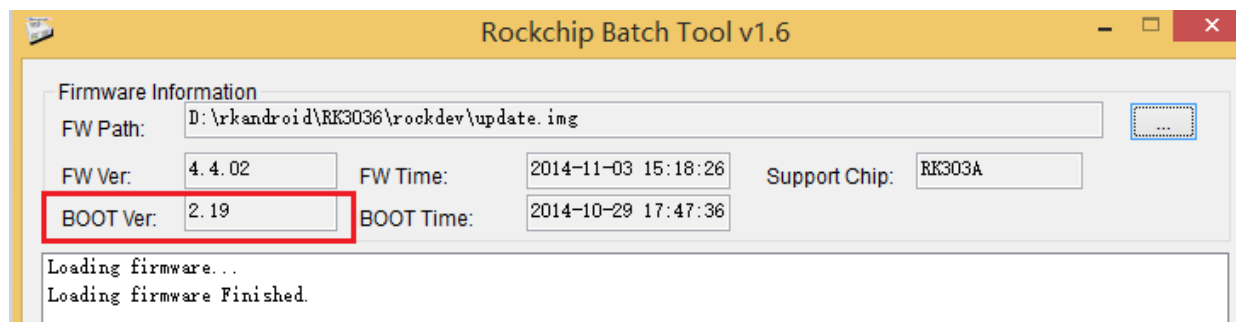 Rockchip Batch Tool v1.6
Firmware Information
FW Path: D:\rkandroid\RK3036\rockdev\update.img ...
FW Ver: 4.4.02 FW Time: 2014-11-03 15:18:26 Support Chip: RK303A
BOOT Ver: 2.19 BOOT Time: 2014-10-29 17:47:36
Loading firmware...
Loading firmware Finished.